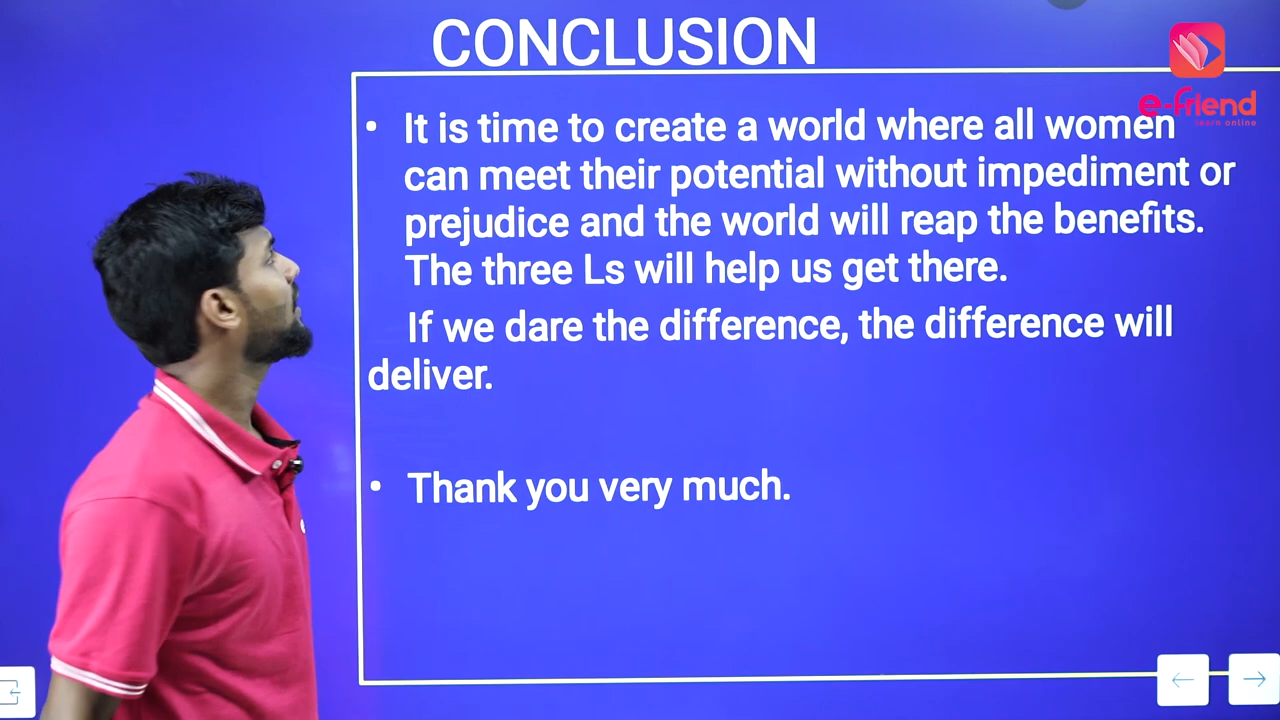 CONCLUSION
e-friend
learn online
• It is time to create a world where all women
can meet their potential without impediment or
prejudice and the world will reap the benefits.
The three Ls will help us get there.
If we dare the difference, the difference will
deliver.
• Thank you very much.